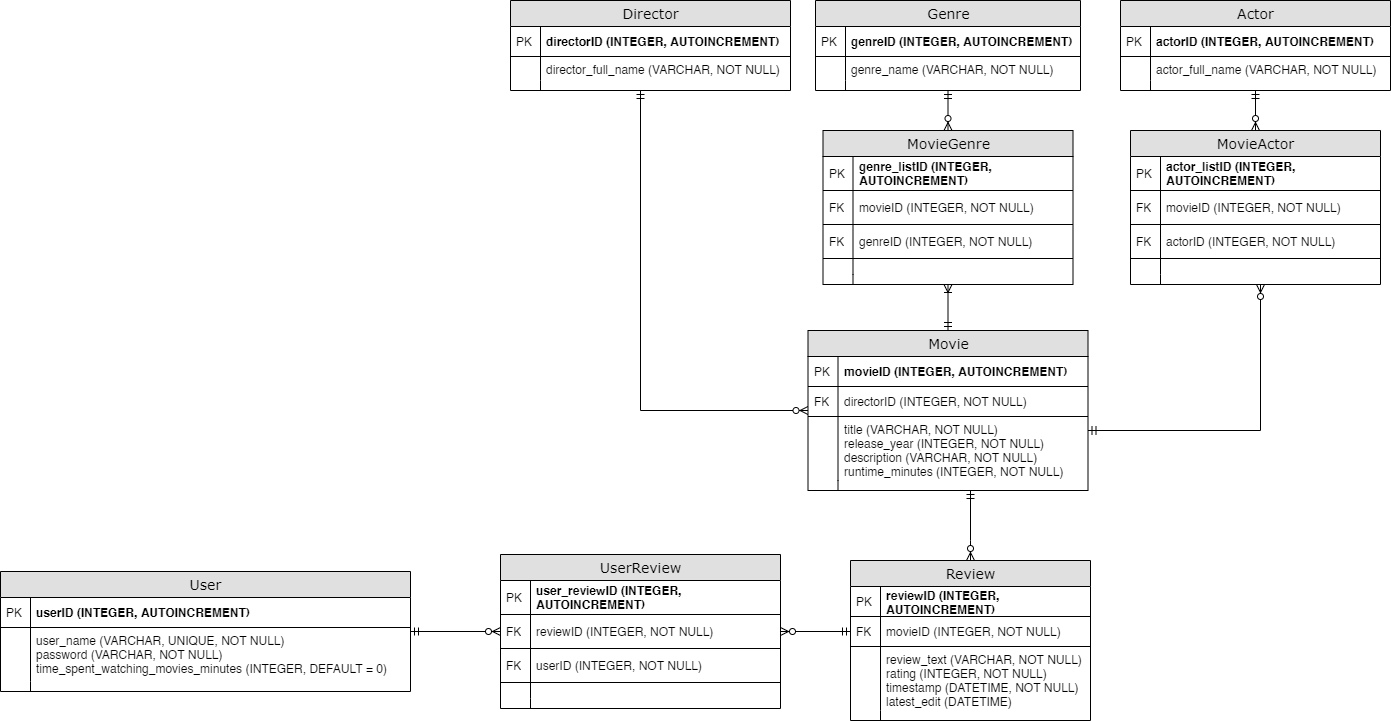 Director
PK directorID (INTEGER, AUTOINCREMENT)
director_full_name (VARCHAR, NOT NULL)
Genre
PK genreID (INTEGER, AUTOINCREMENT)
genre_name (VARCHAR, NOT NULL)
Actor
PK actorID (INTEGER, AUTOINCREMENT)
actor_full_name (VARCHAR, NOT NULL)
MovieGenre
PK genre_listID (INTEGER,
AUTOINCREMENT)
FK movieID (INTEGER, NOT NULL)
FK genreID (INTEGER, NOT NULL)
MovieActor
PK actor_listID (INTEGER,
AUTOINCREMENT)
FK movieID (INTEGER, NOT NULL)
FK actorID (INTEGER, NOT NULL)
Movie
PK movieID (INTEGER, AUTOINCREMENT)
FK directorID (INTEGER, NOT NULL)
title (VARCHAR, NOT NULL)
release_year (INTEGER, NOT NULL)
description (VARCHAR, NOT NULL)
runtime_minutes (INTEGER, NOT NULL)
User
PK userID (INTEGER, AUTOINCREMENT)
user_name (VARCHAR, UNIQUE, NOT NULL)
password (VARCHAR, NOT NULL)
time_spent_watching_movies_minutes (INTEGER, DEFAULT = 0)
UserReview
PK user_reviewID (INTEGER,
AUTOINCREMENT)
FK reviewID (INTEGER, NOT NULL)
FK userID (INTEGER, NOT NULL)
Review
PK reviewID (INTEGER,
AUTOINCREMENT)
FK movieID (INTEGER, NOT NULL)
review_text (VARCHAR, NOT NULL)
rating (INTEGER, NOT NULL)
timestamp (DATETIME, NOT NULL)
latest_edit (DATETIME)